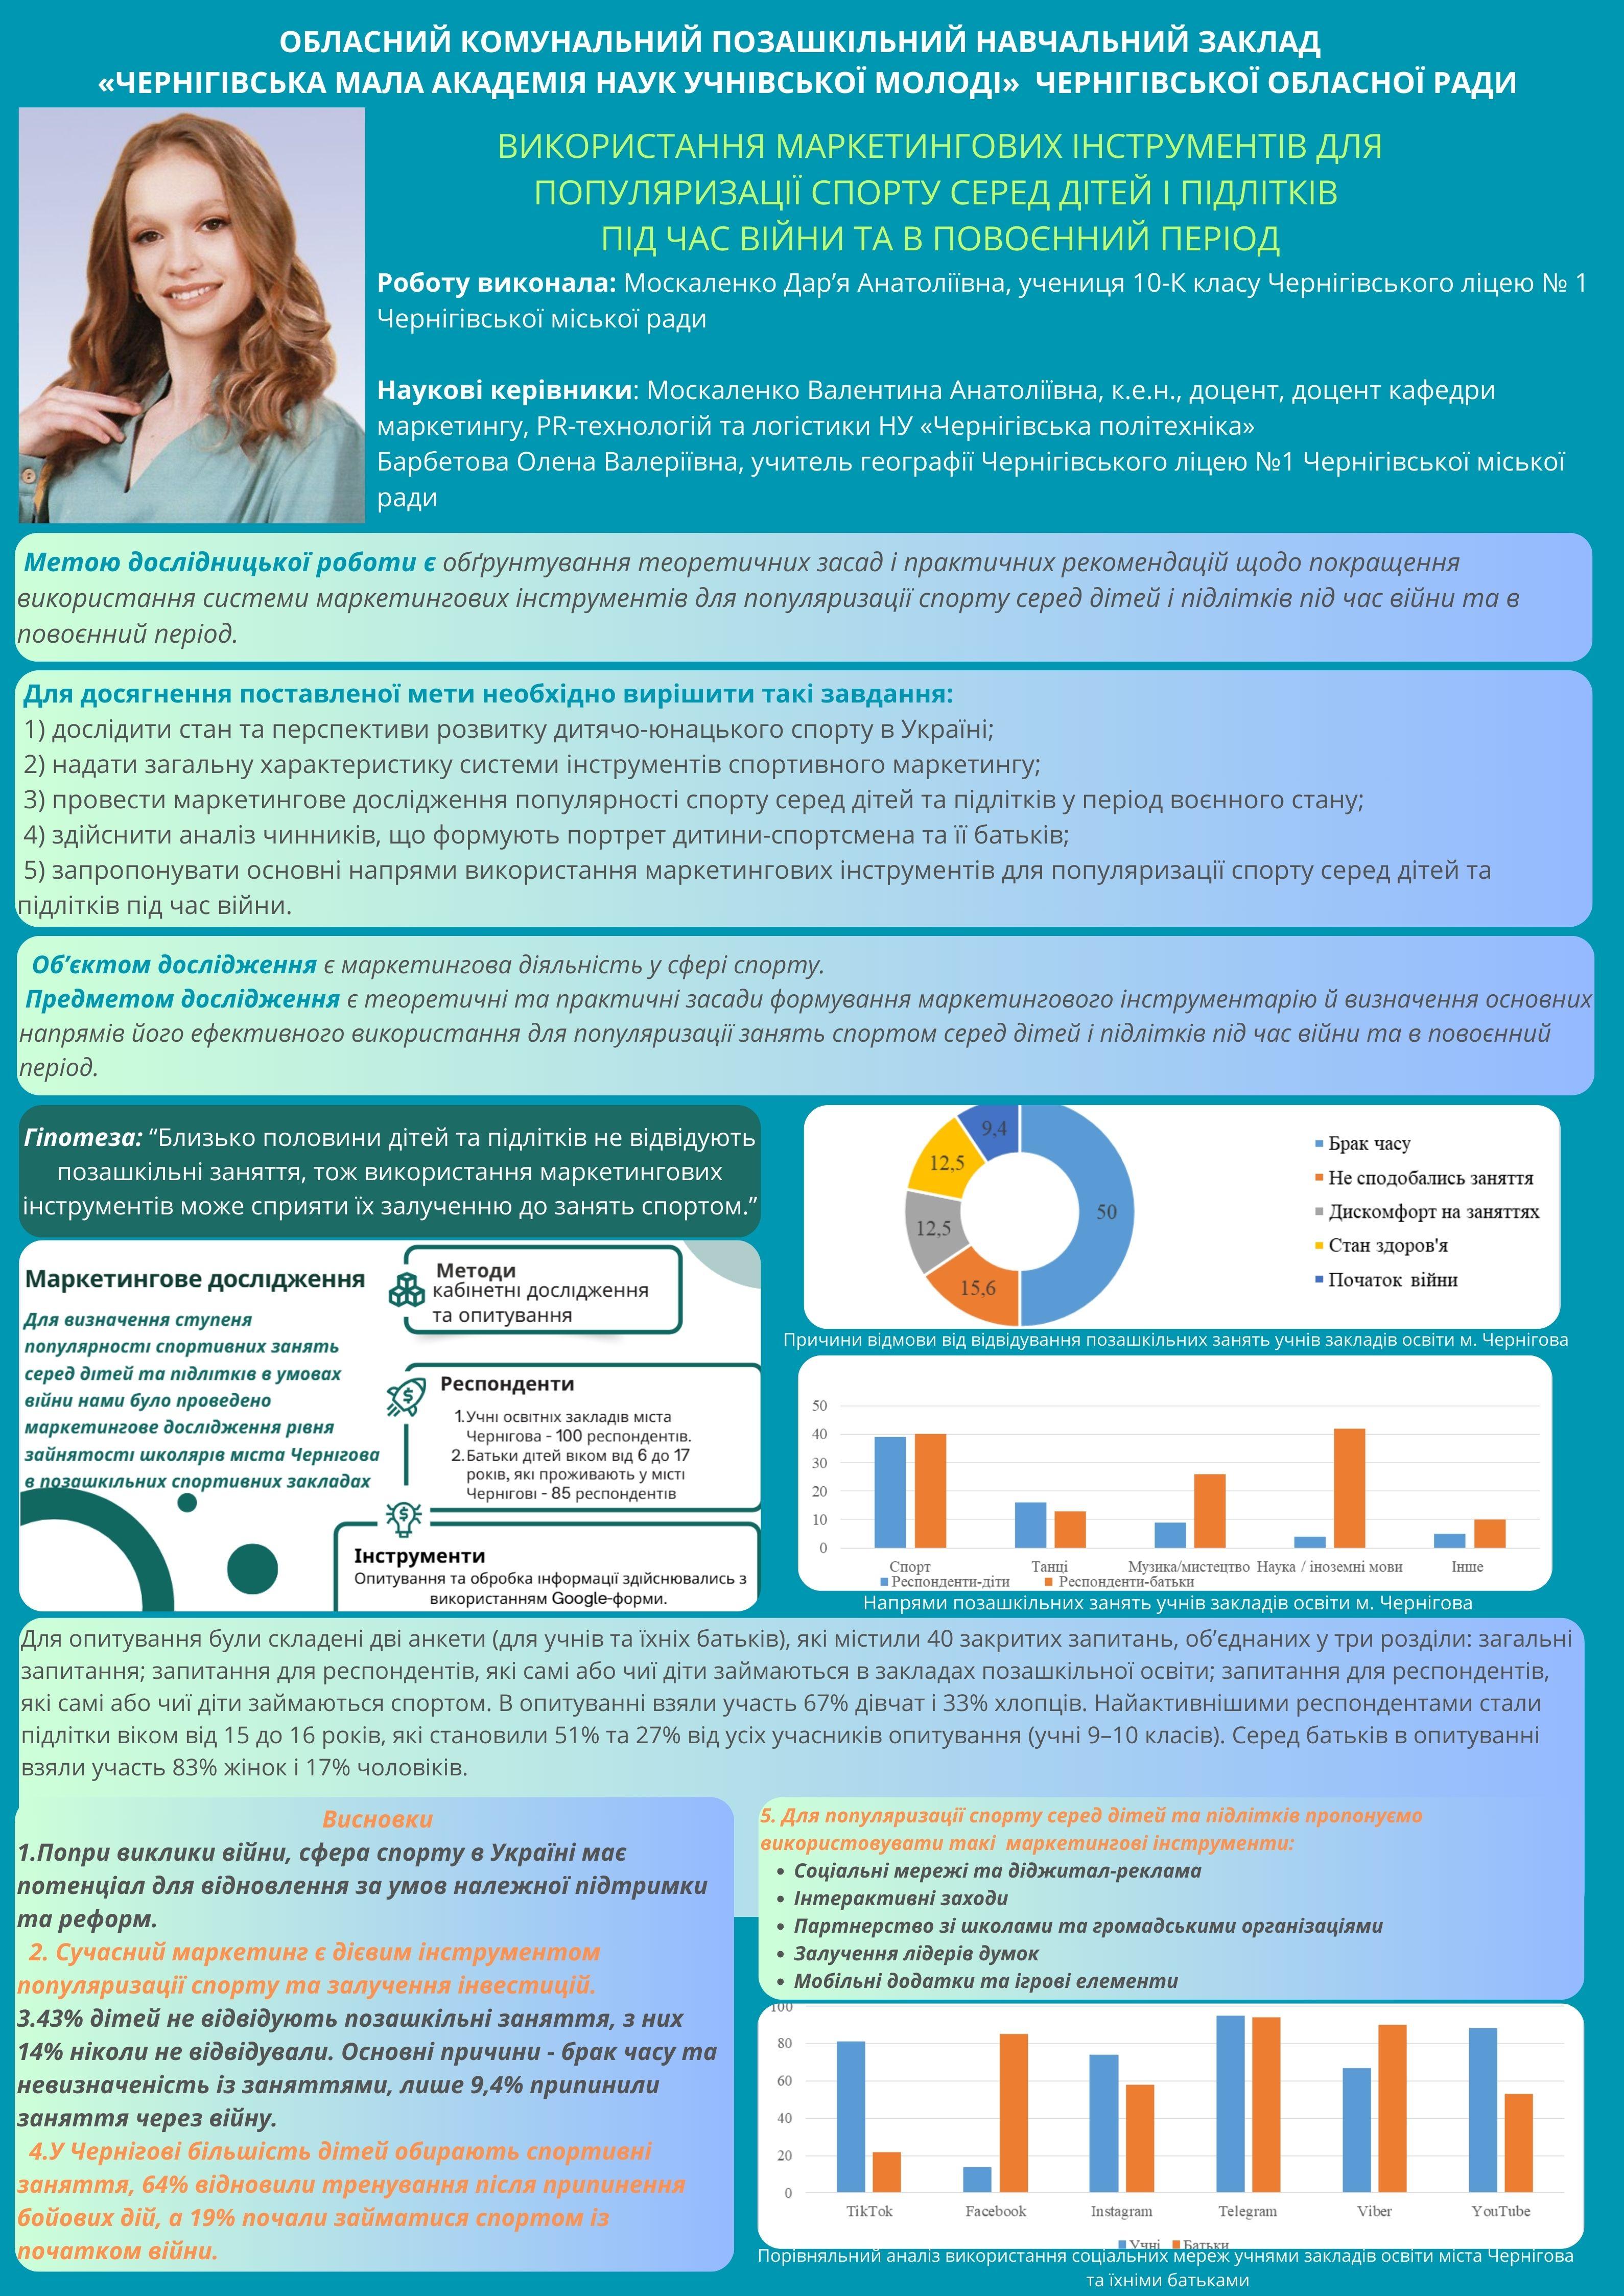 ОБЛАСНИЙ КОМУНАЛЬНИЙ ПОЗАШКІЛЬНИЙ НАВЧАЛЬНИЙ ЗАКЛАД
«ЧЕРНІГІВСЬКА МАЛА АКАДЕМІЯ НАУК УЧНІВСЬКОЇ МОЛОДІ» ЧЕРНІГІВСЬКОЇ ОБЛАСНОЇ РАДИ
ВИКОРИСТАННЯ МАРКЕТИНГОВИХ ІНСТРУМЕНТІВ ДЛЯ
ПОПУЛЯРИЗАЦІЇ СПОРТУ СЕРЕД ДІТЕЙ І ПІДЛІТКІВ
ПІД ЧАС ВІЙНИ ТА В ПОВОЄННИЙ ПЕРІОД
Роботу виконала: Москаленко Дар’я Анатоліївна, учениця 10-К класу Чернігівського ліцею № 1
Чернігівської міської ради
Наукові керівники: Москаленко Валентина Анатоліївна, к.е.н., доцент, доцент кафедри
маркетингу, PR-технологій та логістики НУ «Чернігівська політехніка»
Барбетова Олена Валеріївна, учитель географії Чернігівського ліцею №1 Чернігівської міської
ради
Метою дослідницької роботи є обґрунтування теоретичних засад і практичних рекомендацій щодо покращення
використання системи маркетингових інструментів для популяризації спорту серед дітей і підлітків під час війни та в
повоєнний період.
Для досягнення поставленої мети необхідно вирішити такі завдання:
1) дослідити стан та перспективи розвитку дитячо-юнацького спорту в Україні;
2) надати загальну характеристику системи інструментів спортивного маркетингу;
3) провести маркетингове дослідження популярності спорту серед дітей та підлітків у період воєнного стану;
4) здійснити аналіз чинників, що формують портрет дитини-спортсмена та її батьків;
5) запропонувати основні напрями використання маркетингових інструментів для популяризації спорту серед дітей та
підлітків під час війни.
Об’єктом дослідження є маркетингова діяльність у сфері спорту.
Предметом дослідження є теоретичні та практичні засади формування маркетингового інструментарію й визначення основних
напрямів його ефективного використання для популяризації занять спортом серед дітей і підлітків під час війни та в повоєнний
період.
Гіпотеза: “Близько половини дітей та підлітків не відвідують
позашкільні заняття, тож використання маркетингових
інструментів може сприяти їх залученню до занять спортом.”
Маркетингове дослідження
Для визначення ступеня
популярності спортивних занять
серед дітей та підлітків в умовах
війни нами було проведено
маркетингове дослідження рівня
зайнятості школярів міста Чернігова
в позашкільних спортивних закладах
Методи
кабінетні дослідження
та опитування
Респонденти
1.Учні освітніх закладів міста
Чернігова - 100 респондентів.
2.Батьки дітей віком від 6 до 17
років, які проживають у місті
Чернігові - 85 респондентів
Інструменти
Опитування та обробка інформації здійснювались з
використанням Google-форми.
9,4
12,5
12,5
15,6
50
Брак часу
Не сподобались заняття
Дискомфорт на заняттях
Стан здоров'я
Початок війни
Причини відмови від відвідування позашкільних занять учнів закладів освіти м. Чернігова
50
40
30
20
10
0
Спорт Танці Музика/мистецтво Наука / іноземні мови Інше
Респонденти-діти Респонденти-батьки
Напрями позашкільних занять учнів закладів освіти м. Чернігова
Для опитування були складені дві анкети (для учнів та їхніх батьків), які містили 40 закритих запитань, об’єднаних у три розділи: загальні
запитання; запитання для респондентів, які самі або чиї діти займаються в закладах позашкільної освіти; запитання для респондентів,
які самі або чиї діти займаються спортом. В опитуванні взяли участь 67% дівчат і 33% хлопців. Найактивнішими респондентами стали
підлітки віком від 15 до 16 років, які становили 51% та 27% від усіх учасників опитування (учні 9–10 класів). Серед батьків в опитуванні
взяли участь 83% жінок і 17% чоловіків.
Висновки
1.Попри виклики війни, сфера спорту в Україні має
потенціал для відновлення за умов належної підтримки
та реформ.
2. Сучасний маркетинг є дієвим інструментом
популяризації спорту та залучення інвестицій.
3.43% дітей не відвідують позашкільні заняття, з них
14% ніколи не відвідували. Основні причини - брак часу та
невизначеність із заняттями, лише 9,4% припинили
заняття через війну.
4.У Чернігові більшість дітей обирають спортивні
заняття, 64% відновили тренування після припинення
бойових дій, а 19% почали займатися спортом із
початком війни.
5. Для популяризації спорту серед дітей та підлітків пропонуємо
використовувати такі маркетингові інструменти:
• Соціальні мережі та діджитал-реклама
• Інтерактивні заходи
• Партнерство зі школами та громадськими організаціями
• Залучення лідерів думок
• Мобільні додатки та ігрові елементи
100
80
60
40
20
0
TikTok Facebook Instagram Telegram Viber YouTube
Учні Батьки
Порівняльний аналіз використання соціальних мереж учнями закладів освіти міста Чернігова
та їхніми батьками